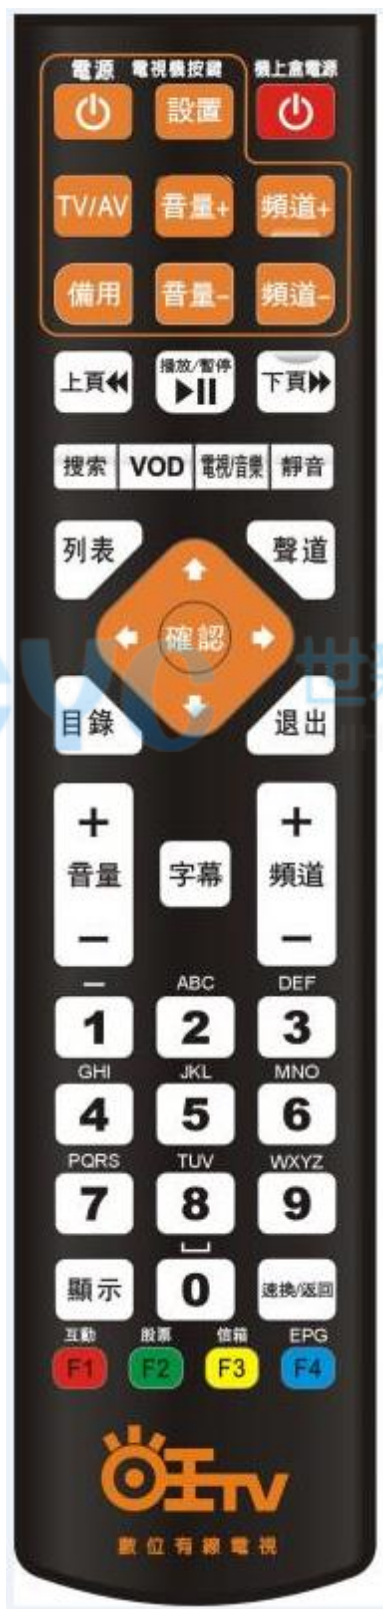 電源 電視機按鍵 機上盒電源
設置
TV/AV 音量+ 頻道+
備用 音量- 頻道-
播放/暫停
上頁 下頁
搜索 VOD 電視/音樂 靜音
列表 聲道
確認
目錄 退出
+ +
音量 字幕 頻道
- -
ABC DEF
1 2 3
GHI JKL MNO
4 5 6
PQRS TUV WXYZ
7 8 9
顯示 0 速換/返回
互動 股票 信箱 EPG
F1 F2 F3 F4
旺TV
數位有線電視